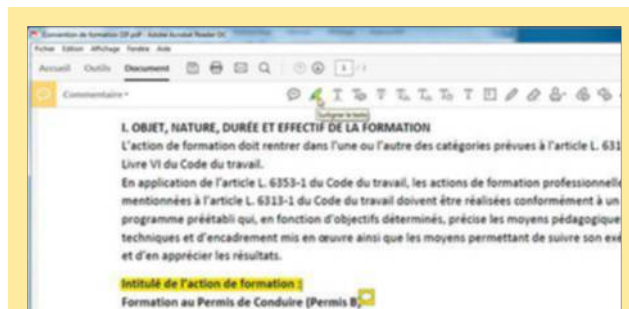 Convention de formation DIF.pdf - Adobe Acrobat Reader DC
Fichier Edition Affichage Fenêtre Aide
Accueil Outils Document 1 / 2
Commentaire
Surligner le texte
I. OBJET, NATURE, DURÉE ET EFFECTIF DE LA FORMATION
L'action de formation doit rentrer dans l'une ou l'autre des catégories prévues à l'article L. 631
Livre VI du Code du travail.
En application de l'article L. 6353-1 du Code du travail, les actions de formation professionnelle
mentionnées à l'article L. 6313-1 du Code du travail doivent être réalisées conformément à un
programme préétabli qui, en fonction d'objectifs déterminés, précise les moyens pédagogique
techniques et d'encadrement mis en œuvre ainsi que les moyens permettant de suivre son exé
et d'en apprécier les résultats.
Intitulé de l'action de formation :
Formation au Permis de Conduire (Permis B)